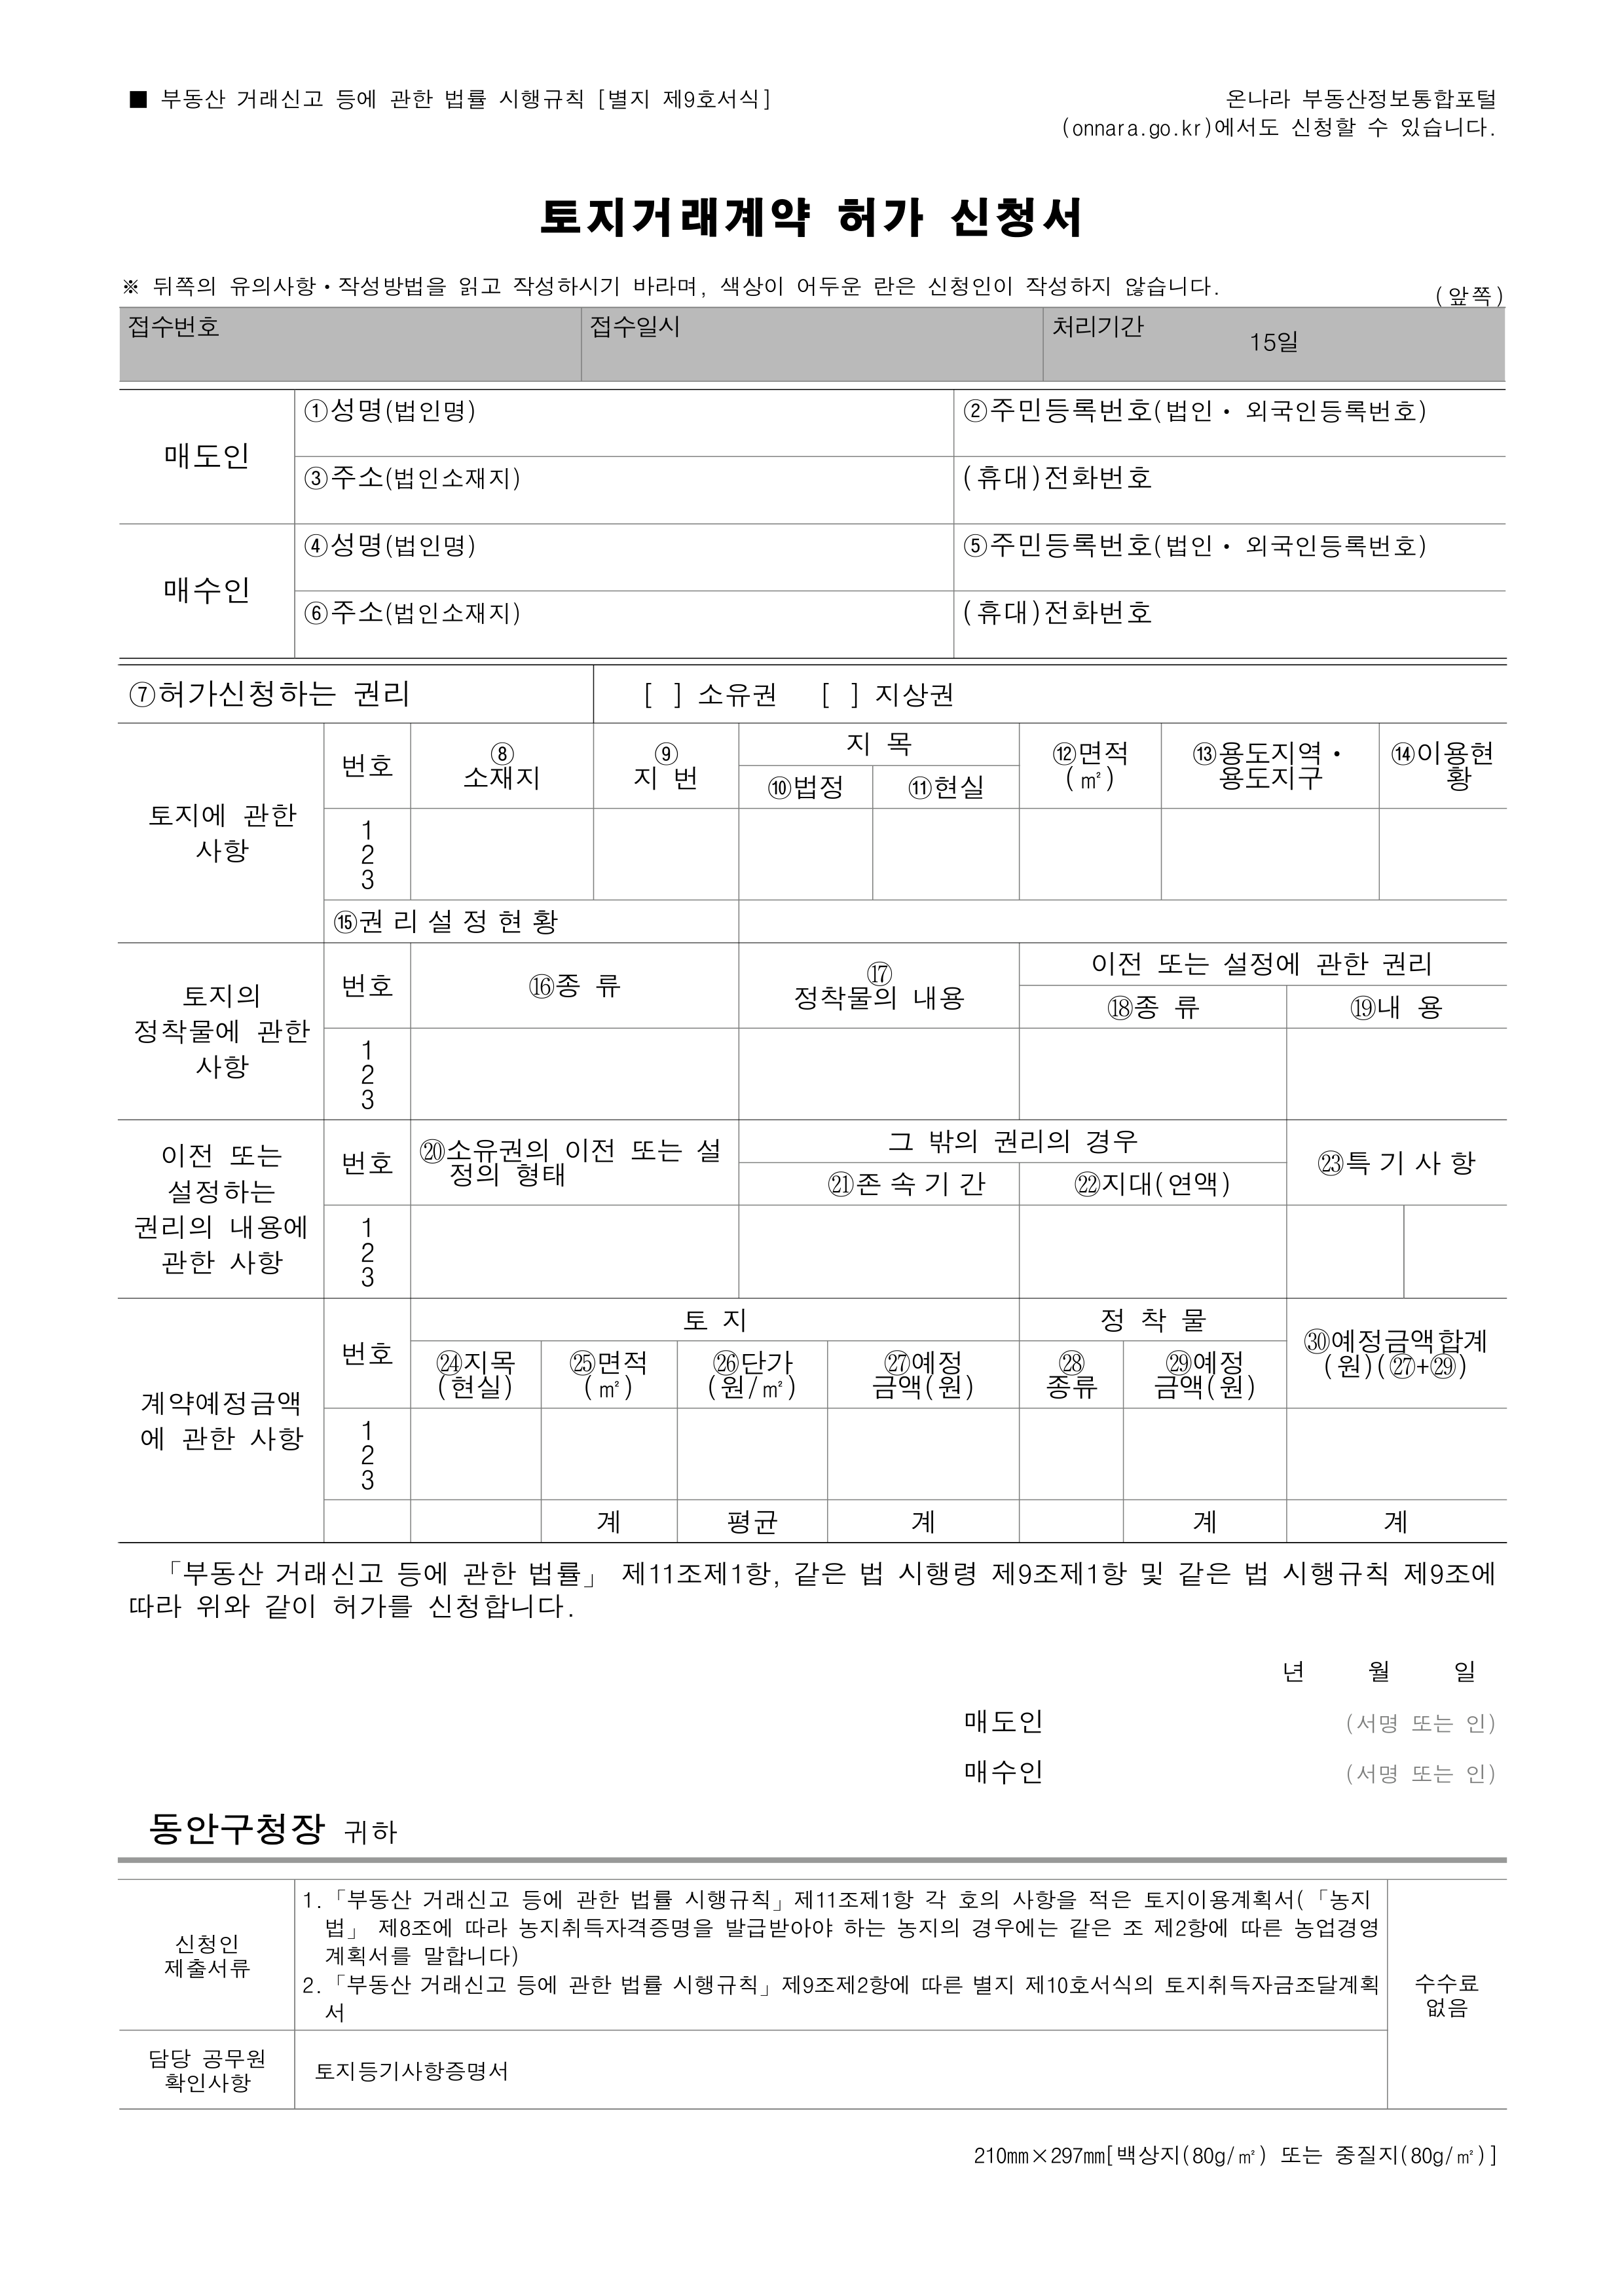 ■ 부동산 거래신고 등에 관한 법률 시행규칙 [별지 제9호서식]
온나라 부동산정보통합포털
(onnara.go.kr)에서도 신청할 수 있습니다.
토지거래계약 허가 신청서
※ 뒤쪽의 유의사항·작성방법을 읽고 작성하시기 바라며, 색상이 어두운 란은 신청인이 작성하지 않습니다.
(앞쪽)
접수번호 접수일시 처리기간 15일
매도인
①성명(법인명) ②주민등록번호(법인· 외국인등록번호)
③주소(법인소재지) (휴대)전화번호
매수인
④성명(법인명) ⑤주민등록번호(법인· 외국인등록번호)
⑥주소(법인소재지) (휴대)전화번호
⑦허가신청하는 권리 [ ] 소유권 [ ] 지상권
토지에 관한
사항
번호
⑧
소재지
⑨
지 번
지 목
⑩법정 ⑪현실
⑫면적
(㎡)
⑬용도지역·
용도지구
⑭이용현
황
1
2
3
⑮권 리 설 정 현 황
토지의
정착물에 관한
사항
번호
⑯종 류
⑰
정착물의 내용
이전 또는 설정에 관한 권리
⑱종 류 ⑲내 용
1
2
3
이전 또는
설정하는
권리의 내용에
관한 사항
번호
⑳소유권의 이전 또는 설
정의 형태
그 밖의 권리의 경우
㉑존 속 기 간 ㉒지대(연액)
㉓특 기 사 항
1
2
3
계약예정금액
에 관한 사항
번호
토 지
정 착 물
㉔지목
(현실)
㉕면적
(㎡)
㉖단가
(원/㎡)
㉗예정
금액(원)
㉘
종류
㉙예정
금액(원)
㉚예정금액합계
(원)(㉗+㉙)
1
2
3
계 평균 계 계 계
「부동산 거래신고 등에 관한 법률」 제11조제1항, 같은 법 시행령 제9조제1항 및 같은 법 시행규칙 제9조에
따라 위와 같이 허가를 신청합니다.
년 월 일
매도인 (서명 또는 인)
매수인 (서명 또는 인)
동안구청장 귀하
신청인
제출서류
1.「부동산 거래신고 등에 관한 법률 시행규칙」제11조제1항 각 호의 사항을 적은 토지이용계획서(「농지
법」 제8조에 따라 농지취득자격증명을 발급받아야 하는 농지의 경우에는 같은 조 제2항에 따른 농업경영
계획서를 말합니다)
2.「부동산 거래신고 등에 관한 법률 시행규칙」제9조제2항에 따른 별지 제10호서식의 토지취득자금조달계획
서
수수료
없음
담당 공무원
확인사항
토지등기사항증명서
210㎜×297㎜[백상지(80g/㎡) 또는 중질지(80g/㎡)]